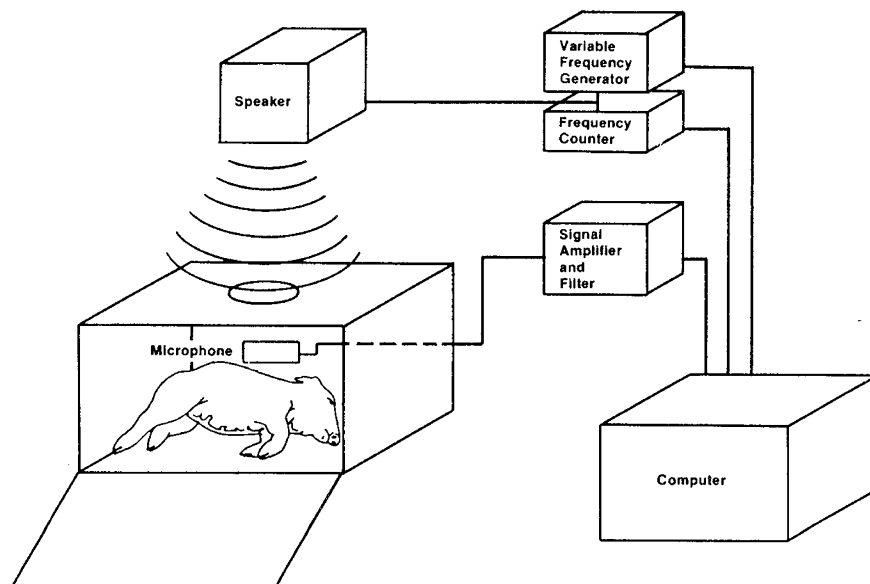 Variable
Frequency
Generator
Speaker
Frequency
Counter
Signal
Amplifier
and
Filter
Microphone
Computer